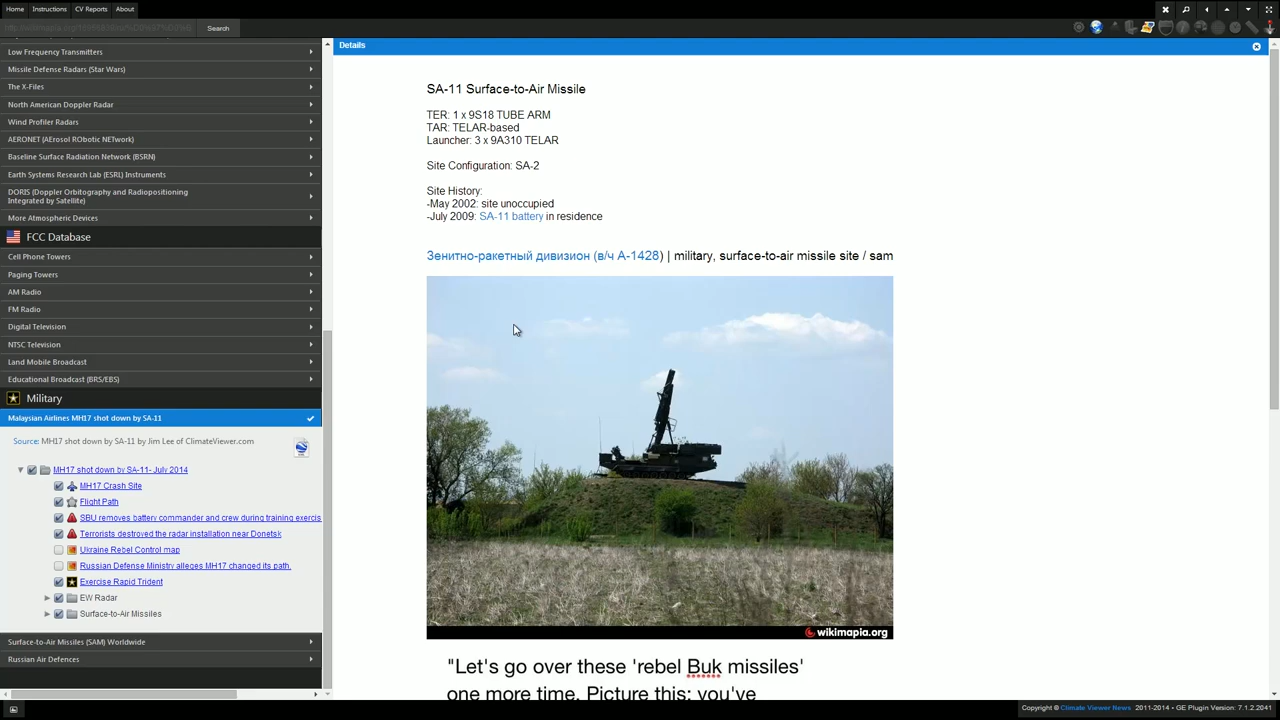 Home Instructions CV Reports About
Search
Low Frequency Transmitters
Missile Defense Radars (Star Wars)
The X-Files
North American Doppler Radar
Wind Profiler Radars
AERONET (AErosol RObotic NETwork)
Baseline Surface Radiation Network (BSRN)
Earth Systems Research Lab (ESRL) Instruments
DORIS (Doppler Orbitography and Radiopositioning
Integrated by Satellite)
More Atmospheric Devices
FCC Database
Cell Phone Towers
Paging Towers
AM Radio
FM Radio
Digital Television
NTSC Television
Land Mobile Broadcast
Educational Broadcast (BRS/EBS)
Military
Malaysian Airlines MH17 shot down by SA-11
Source: MH17 shot down by SA-11 by Jim Lee of ClimateViewer.com
MH17 shot down by SA-11- July 2014
MH17 Crash Site
Flight Path
SBU removes battery commander and crew during training exercis
Terrorists destroyed the radar installation near Donetsk
Ukraine Rebel Control map
Russian Defense Ministry alleges MH17 changed its path.
Exercise Rapid Trident
EW Radar
Surface-to-Air Missiles
Surface-to-Air Missiles (SAM) Worldwide
Russian Air Defences
Details
SA-11 Surface-to-Air Missile
TER: 1 x 9S18 TUBE ARM
TAR: TELAR-based
Launcher: 3 x 9A310 TELAR
Site Configuration: SA-2
Site History:
-May 2002: site unoccupied
-July 2009: SA-11 battery in residence
Зенитно-ракетный дивизион (в/ч А-1428) | military, surface-to-air missile site / sam
wikimapia.org
"Let's go over these 'rebel Buk missiles'
one more time. Picture this: you've
Copyright © Climate Viewer News 2011-2014 • GE Plugin Version: 7.1.2.2041